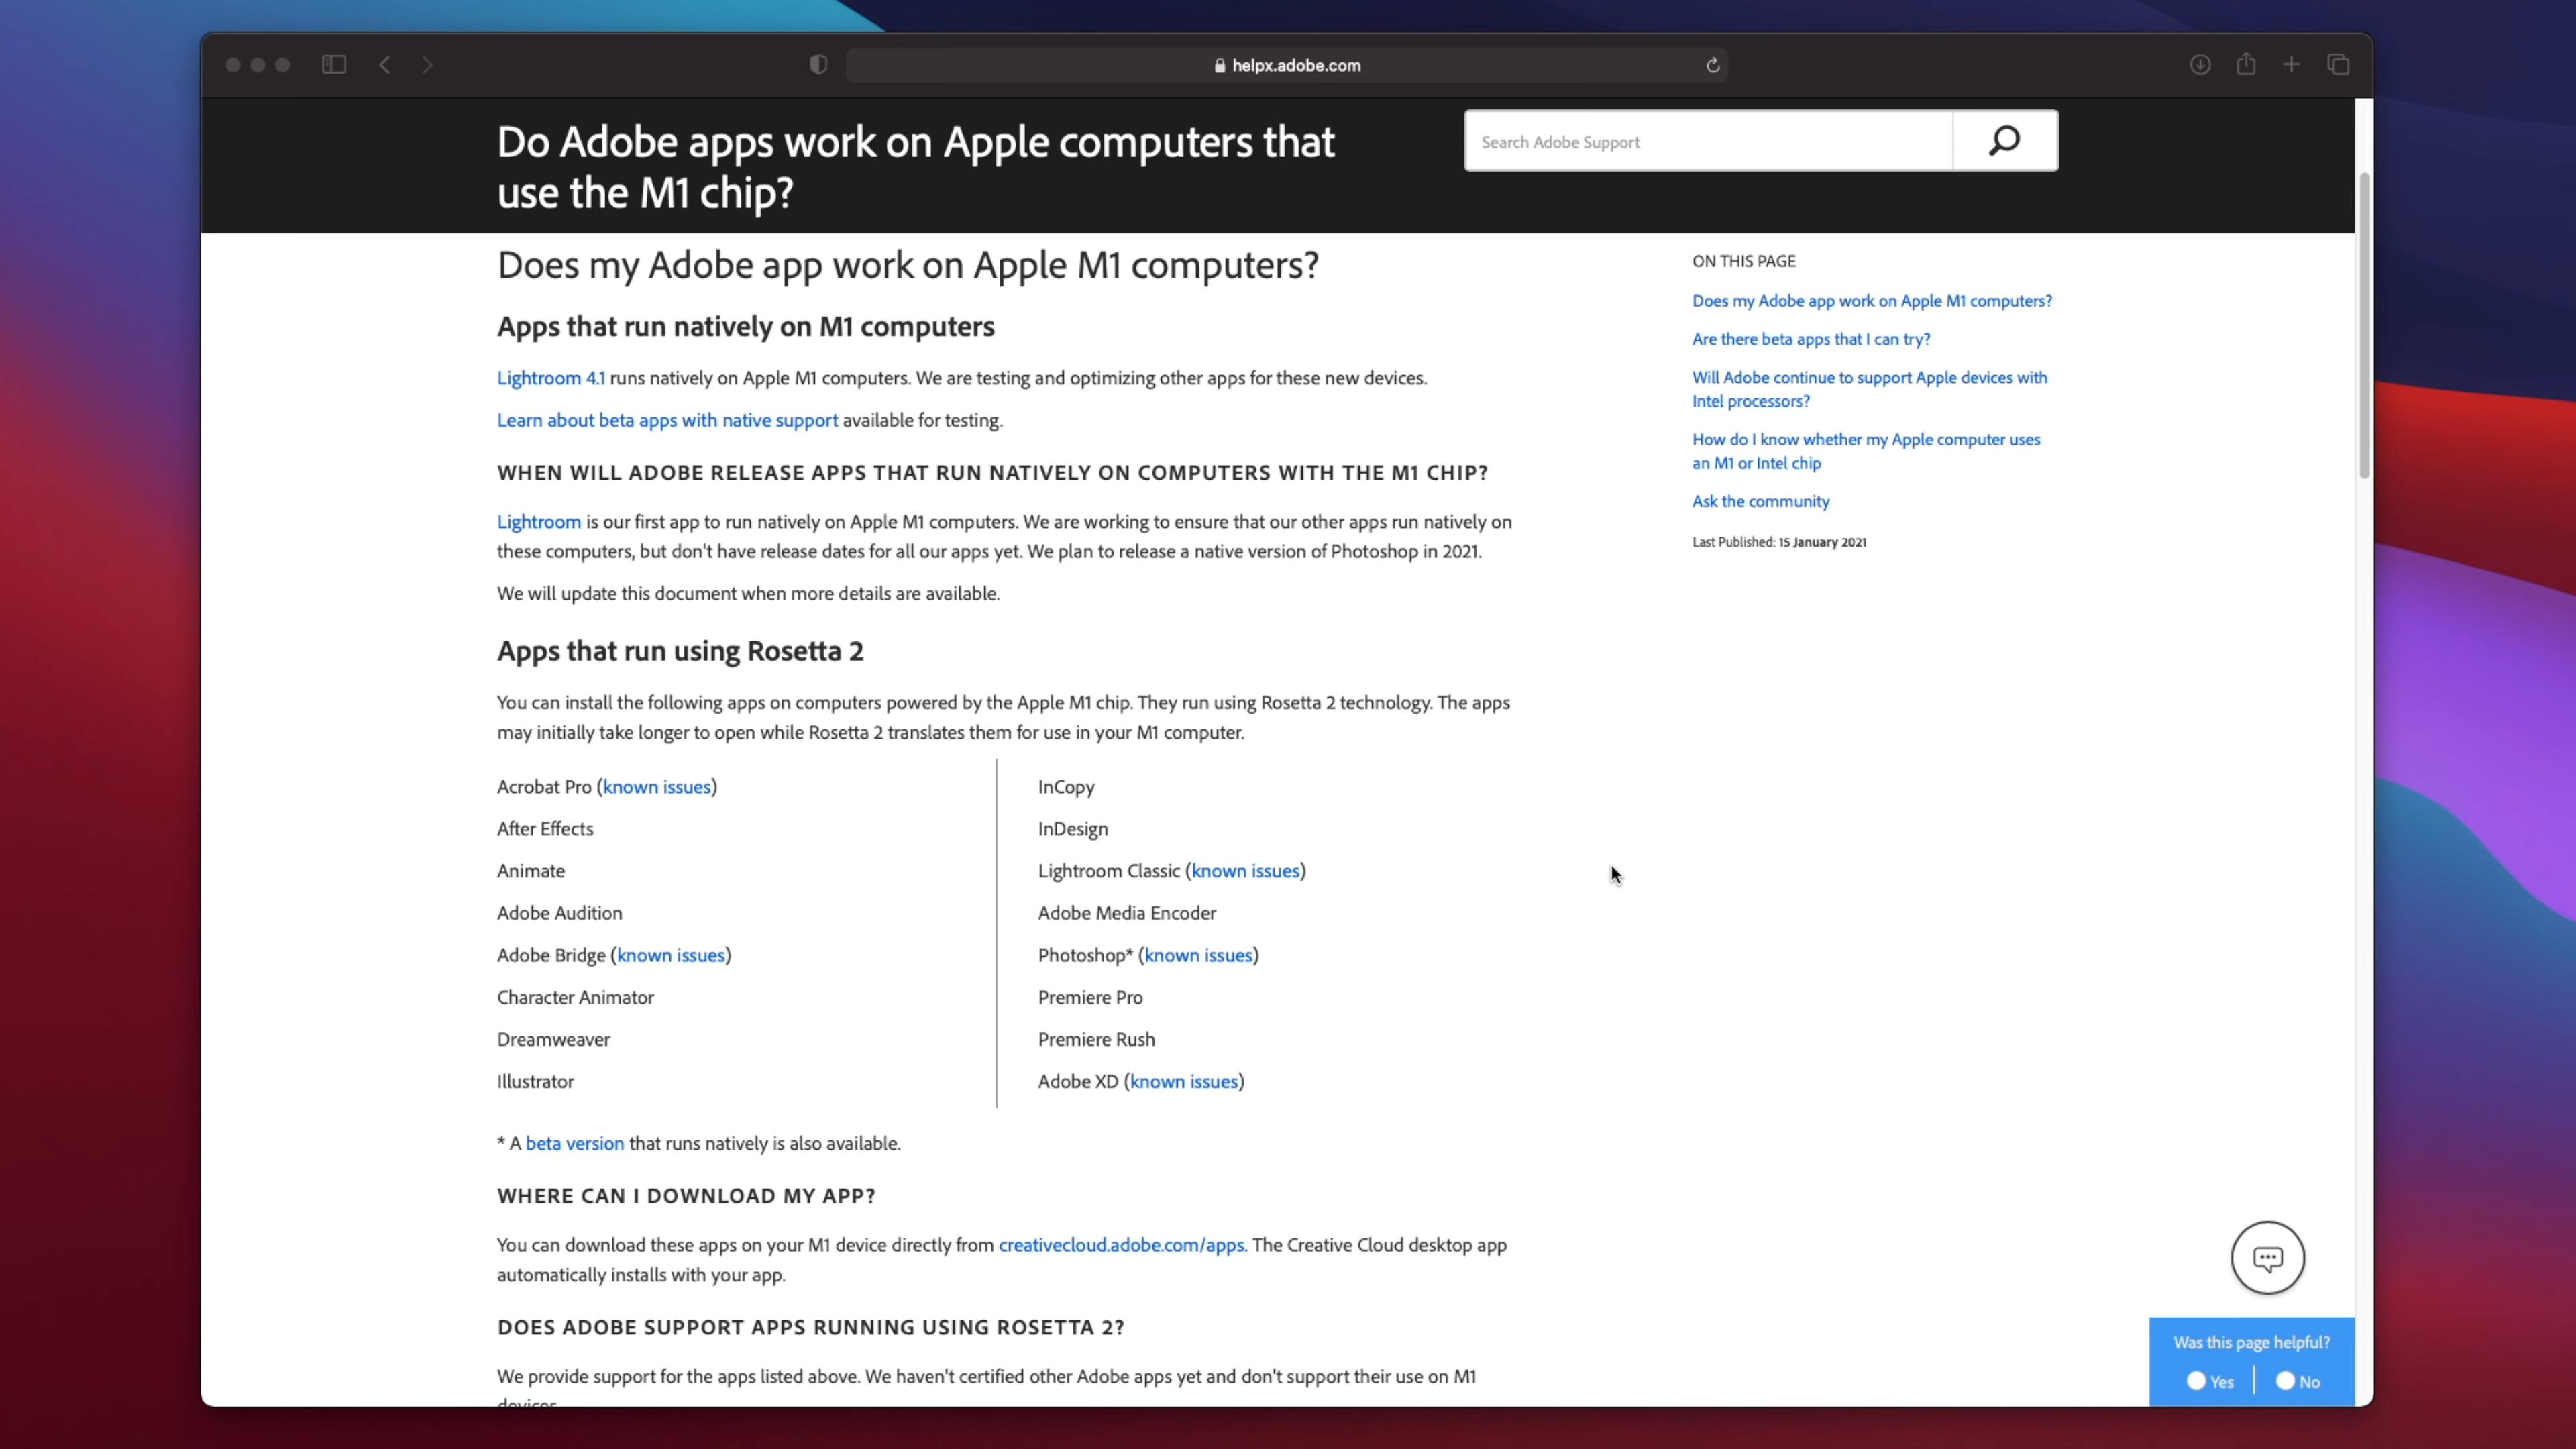 helpx.adobe.com
Do Adobe apps work on Apple computers that
use the M1 chip?
Search Adobe Support
Does my Adobe app work on Apple M1 computers?
Apps that run natively on M1 computers
Lightroom 4.1 runs natively on Apple M1 computers. We are testing and optimizing other apps for these new devices.
Learn about beta apps with native support available for testing.
WHEN WILL ADOBE RELEASE APPS THAT RUN NATIVELY ON COMPUTERS WITH THE M1 CHIP?
Lightroom is our first app to run natively on Apple M1 computers. We are working to ensure that our other apps run natively on
these computers, but don't have release dates for all our apps yet. We plan to release a native version of Photoshop in 2021.
We will update this document when more details are available.
Apps that run using Rosetta 2
You can install the following apps on computers powered by the Apple M1 chip. They run using Rosetta 2 technology. The apps
may initially take longer to open while Rosetta 2 translates them for use in your M1 computer.
Acrobat Pro (known issues)
After Effects
Animate
Adobe Audition
Adobe Bridge (known issues)
Character Animator
Dreamweaver
Illustrator
InCopy
InDesign
Lightroom Classic (known issues)
Adobe Media Encoder
Photoshop* (known issues)
Premiere Pro
Premiere Rush
Adobe XD (known issues)
* A beta version that runs natively is also available.
WHERE CAN I DOWNLOAD MY APP?
You can download these apps on your M1 device directly from creativecloud.adobe.com/apps. The Creative Cloud desktop app
automatically installs with your app.
DOES ADOBE SUPPORT APPS RUNNING USING ROSETTA 2?
We provide support for the apps listed above. We haven't certified other Adobe apps yet and don't support their use on M1
devices.
ON THIS PAGE
Does my Adobe app work on Apple M1 computers?
Are there beta apps that I can try?
Will Adobe continue to support Apple devices with
Intel processors?
How do I know whether my Apple computer uses
an M1 or Intel chip
Ask the community
Last Published: 15 January 2021
Was this page helpful?
Yes
No